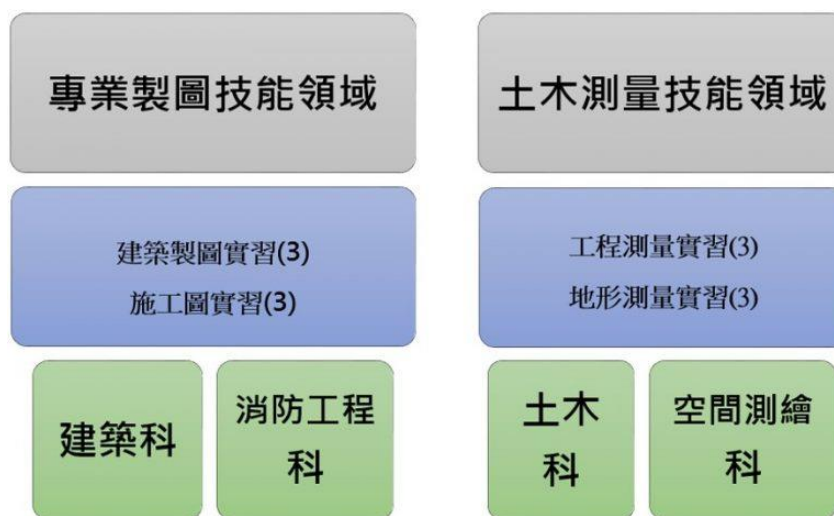 專業製圖技能領域
建築製圖實習(3)
施工圖實習(3)
建築科
消防工程
科
土木測量技能領域
工程測量實習(3)
地形測量實習(3)
土木
科
空間測繪
科